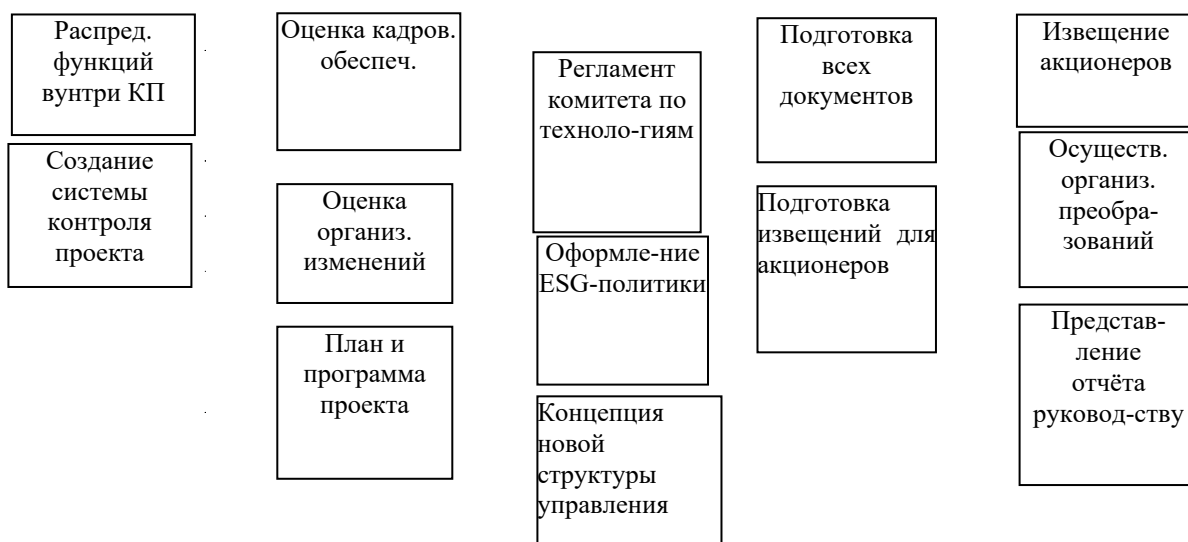 Распред.
функций
вунтри КП
Создание
системы
контроля
проекта
Оценка кадров.
обеспеч.
Оценка
организ.
изменений
План и
программа
проекта
Регламент
комитета по
техноло-гиям
Оформле-ние
ESG-политики
Концепция
новой
структуры
управления
Подготовка
всех
документов
Подготовка
извещений для
акционеров
Извещение
акционеров
Осуществ.
организ.
преобра-
зований
Представ-
ление
отчёта
руковод-ству